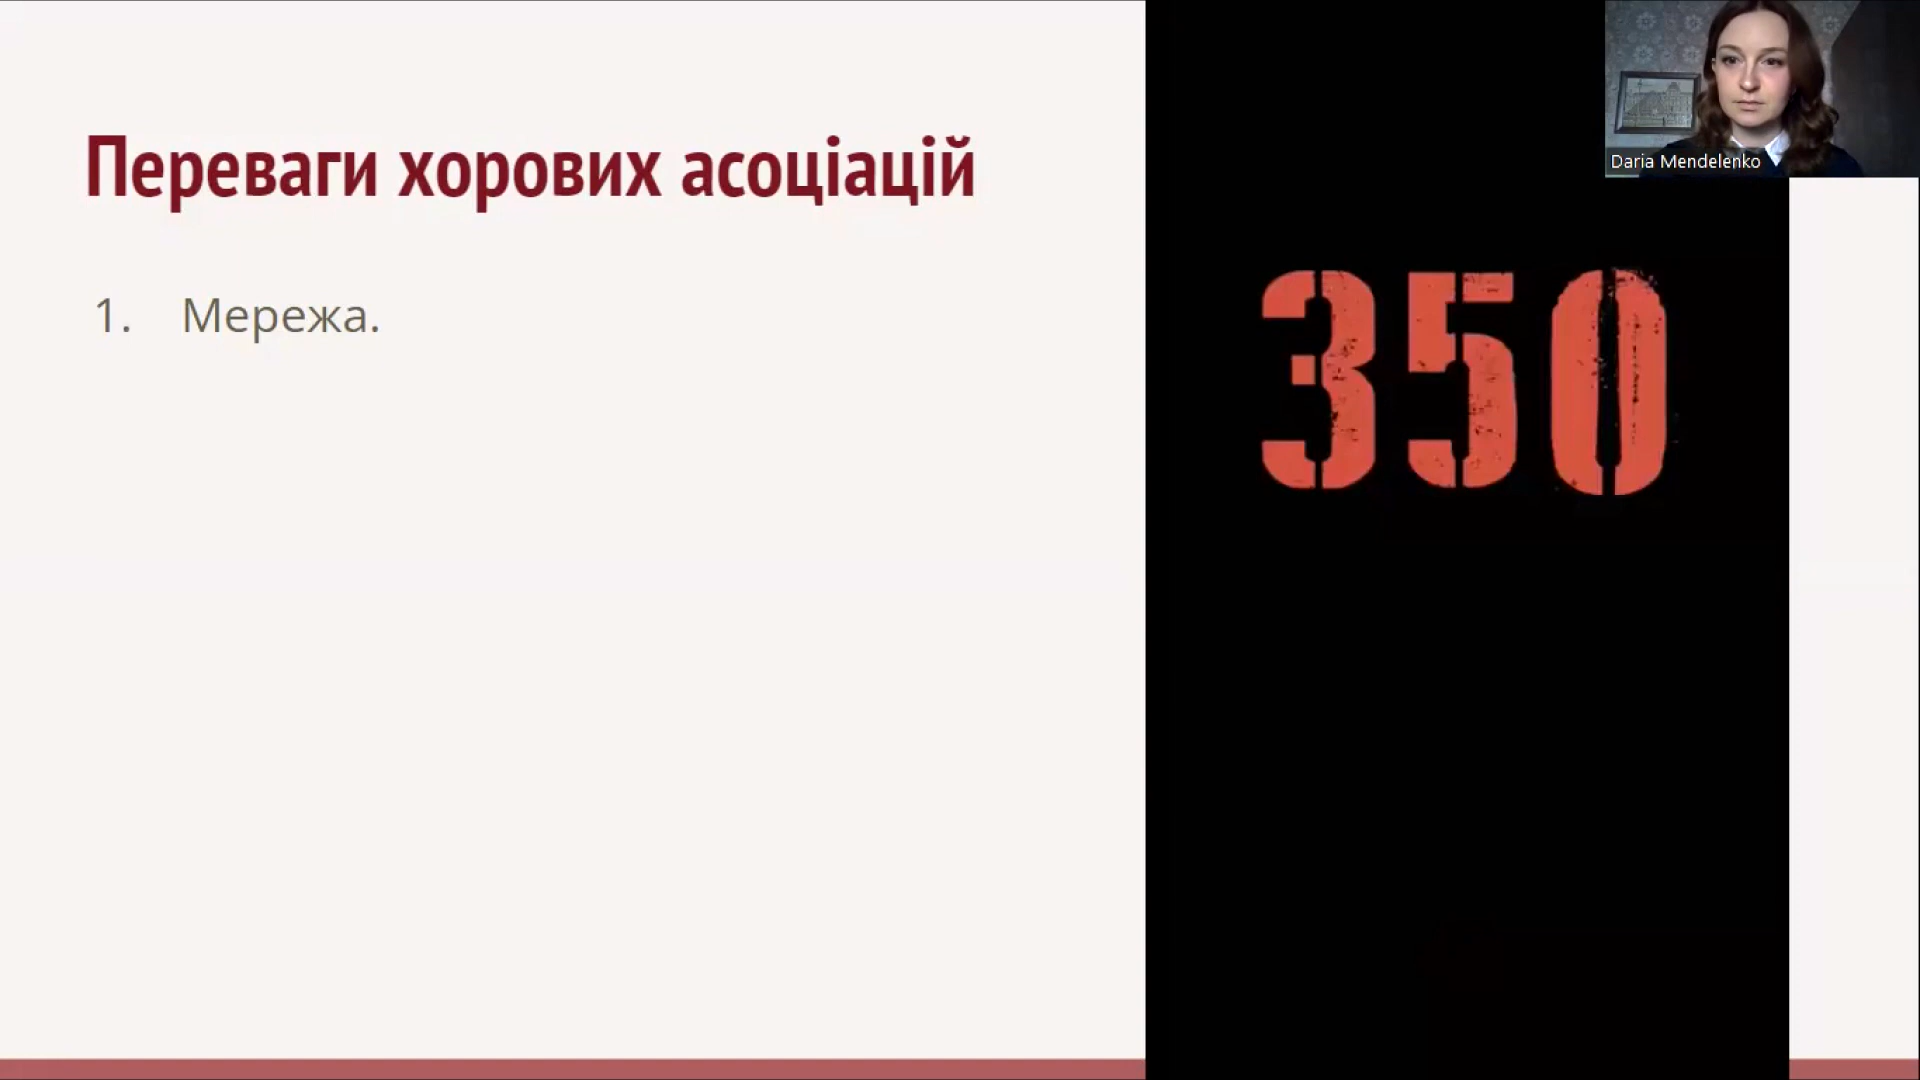 Переваги хорових асоціацій
1. Мережа.
350
Daria Mendelenko